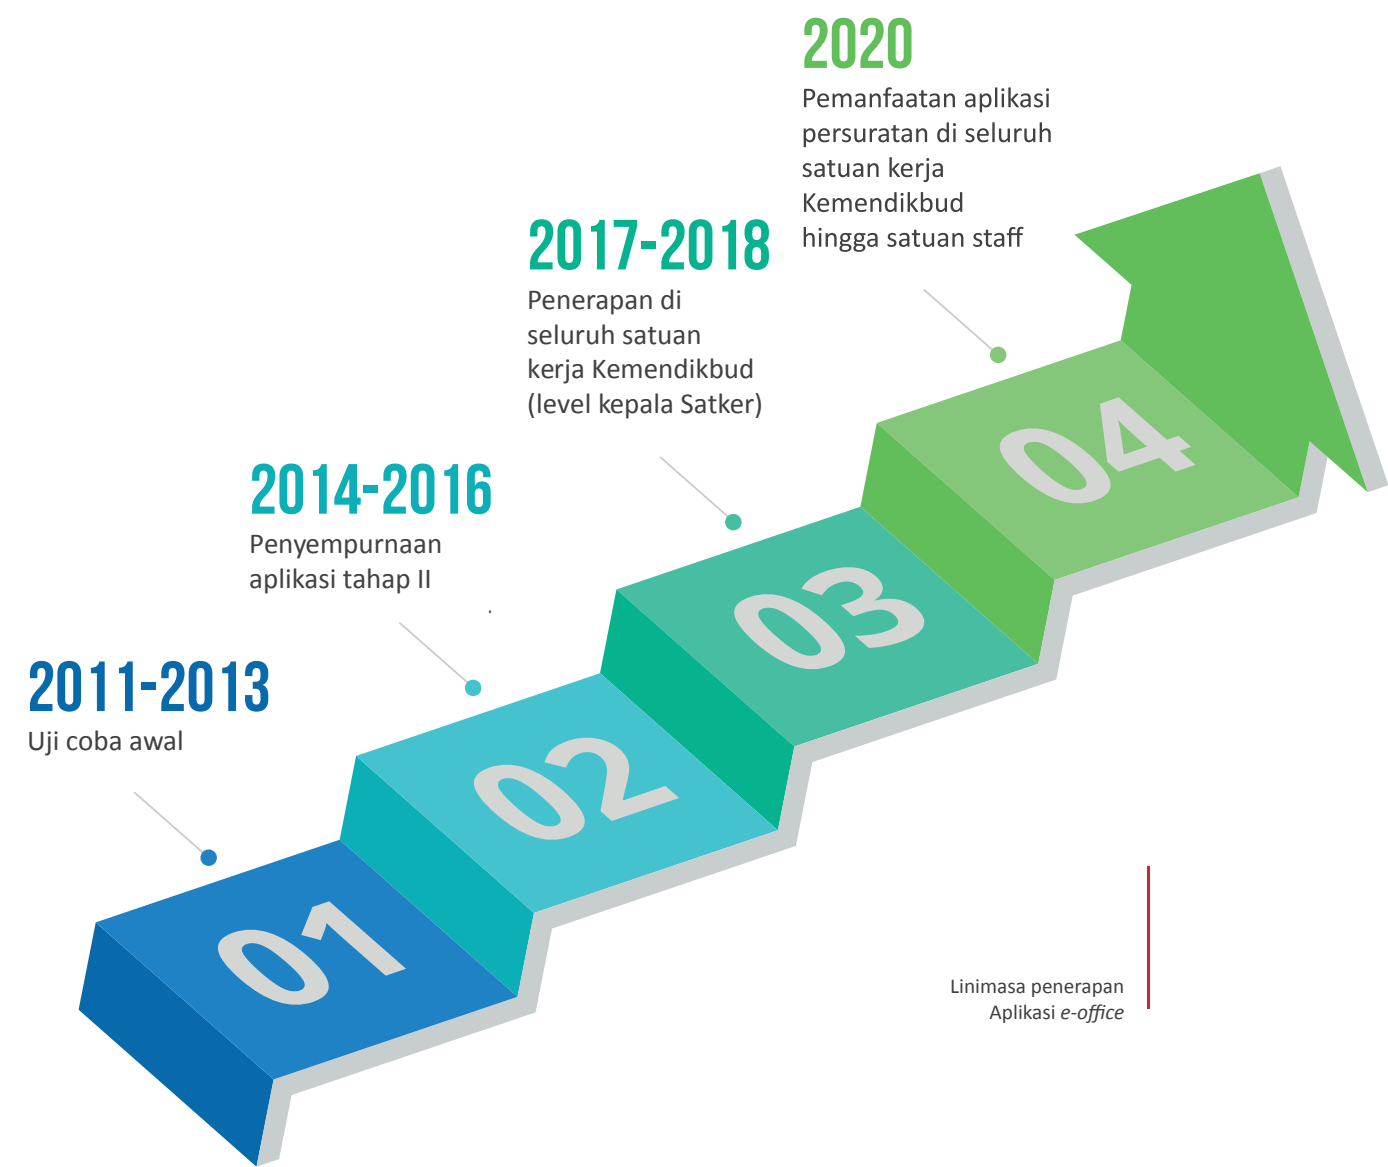 2020
Pemanfaatan aplikasi
persuratan di seluruh
satuan kerja
Kemendikbud
hingga satuan staff
2017-2018
Penerapan di
seluruh satuan
kerja Kemendikbud
(level kepala Satker)
2014-2016
Penyempurnaan
aplikasi tahap II
.
2011-2013
Uji coba awal
04
03
02
01
Linimasa penerapan
Aplikasi e-office